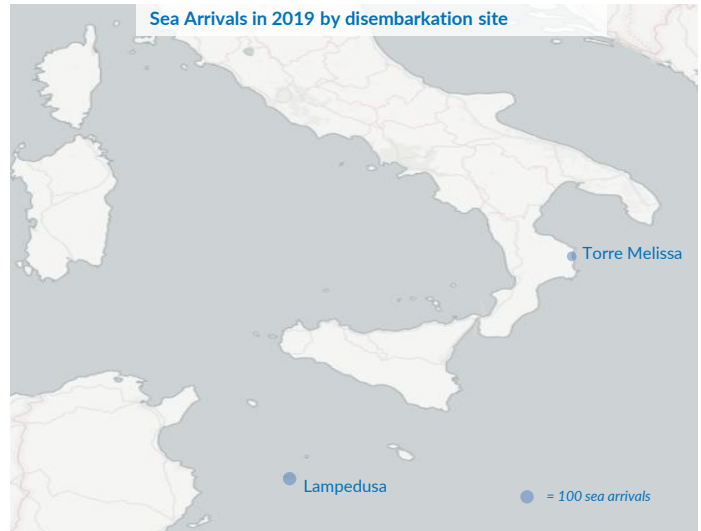 Sea Arrivals in 2019 by disembarkation site
Torre Melissa
Lampedusa
= 100 sea arrivals